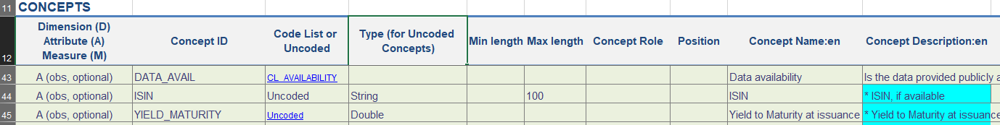 11 CONCEPTS
12 Dimension (D) Attribute (A) Measure (M) Concept ID Code List or Uncoded Type (for Uncoded Concepts) Min length Max length Concept Role Position Concept Name:en Concept Description:en
43 A (obs, optional) DATA_AVAIL CL_AVAILABILITY Data availability Is the data provided publicly a
44 A (obs, optional) ISIN Uncoded String 100 ISIN * ISIN, if available
45 A (obs, optional) YIELD_MATURITY Uncoded Double Yield to Maturity at issuance * Yield to Maturity at issuance